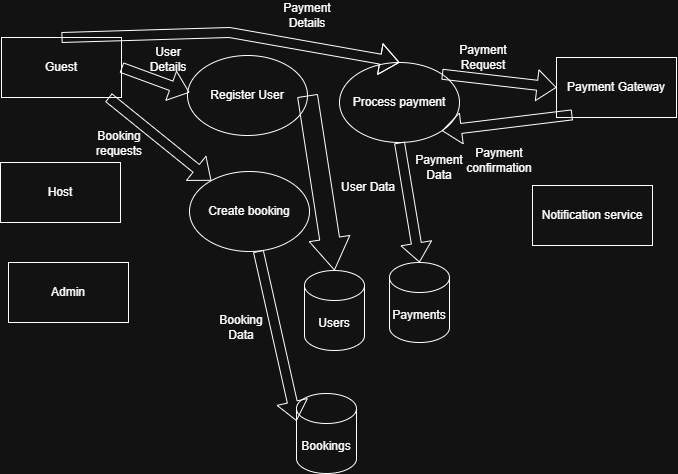 Payment
Details
User
Details
Payment
Request
Guest
Register User
Process payment
Payment Gateway
Booking
requests
Payment
Data
Payment
confirmation
Host
User Data
Create booking
Notification service
Admin
Booking
Data
Users
Payments
Bookings